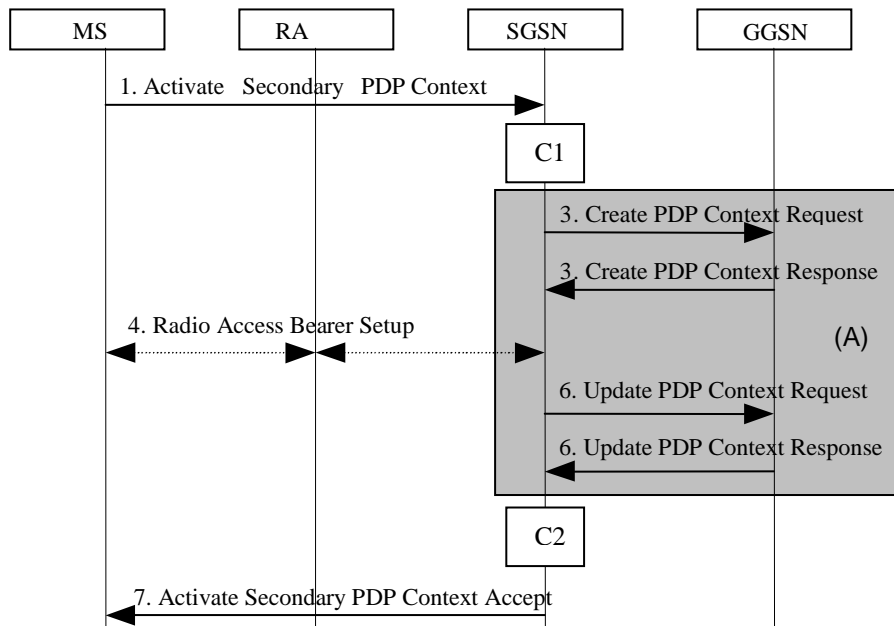 MS RA SGSN GGSN
1. Activate Secondary PDP Context
C1
3. Create PDP Context Request
3. Create PDP Context Response
4. Radio Access Bearer Setup
(A)
6. Update PDP Context Request
6. Update PDP Context Response
C2
7. Activate Secondary PDP Context Accept